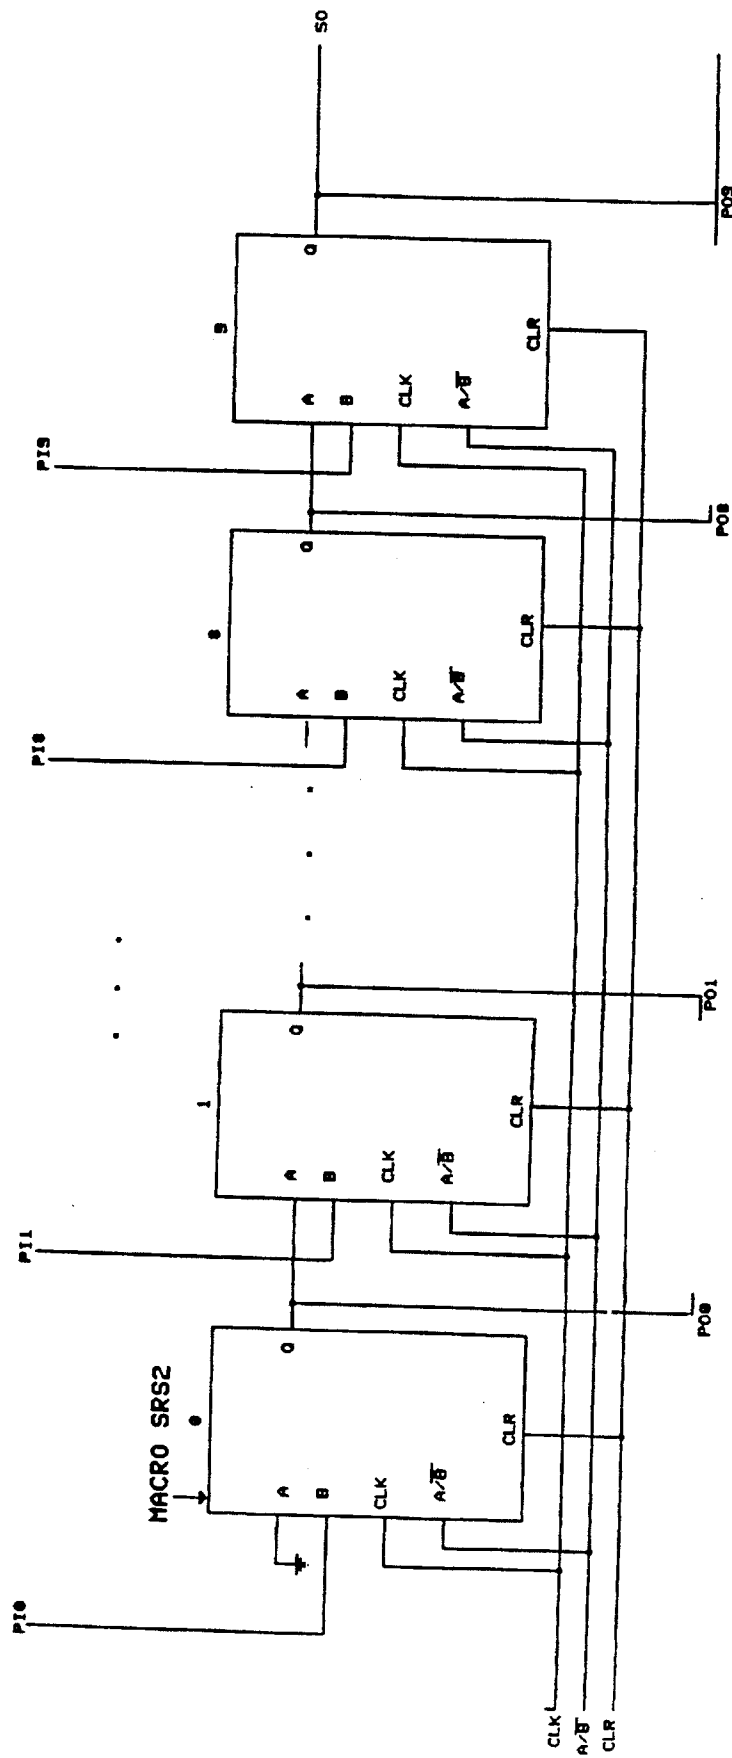 PI0
PI1
PI8
PI9
MACRO SRS2
0
1
8
9
A
B
CLK
A/B̅
CLR
Q
A
B
CLK
A/B̅
CLR
Q
A
B
CLK
A/B̅
CLR
Q
A
B
CLK
A/B̅
CLR
Q
SO
PO0
PO1
PO8
PO9
CLK
A/B̅
CLR